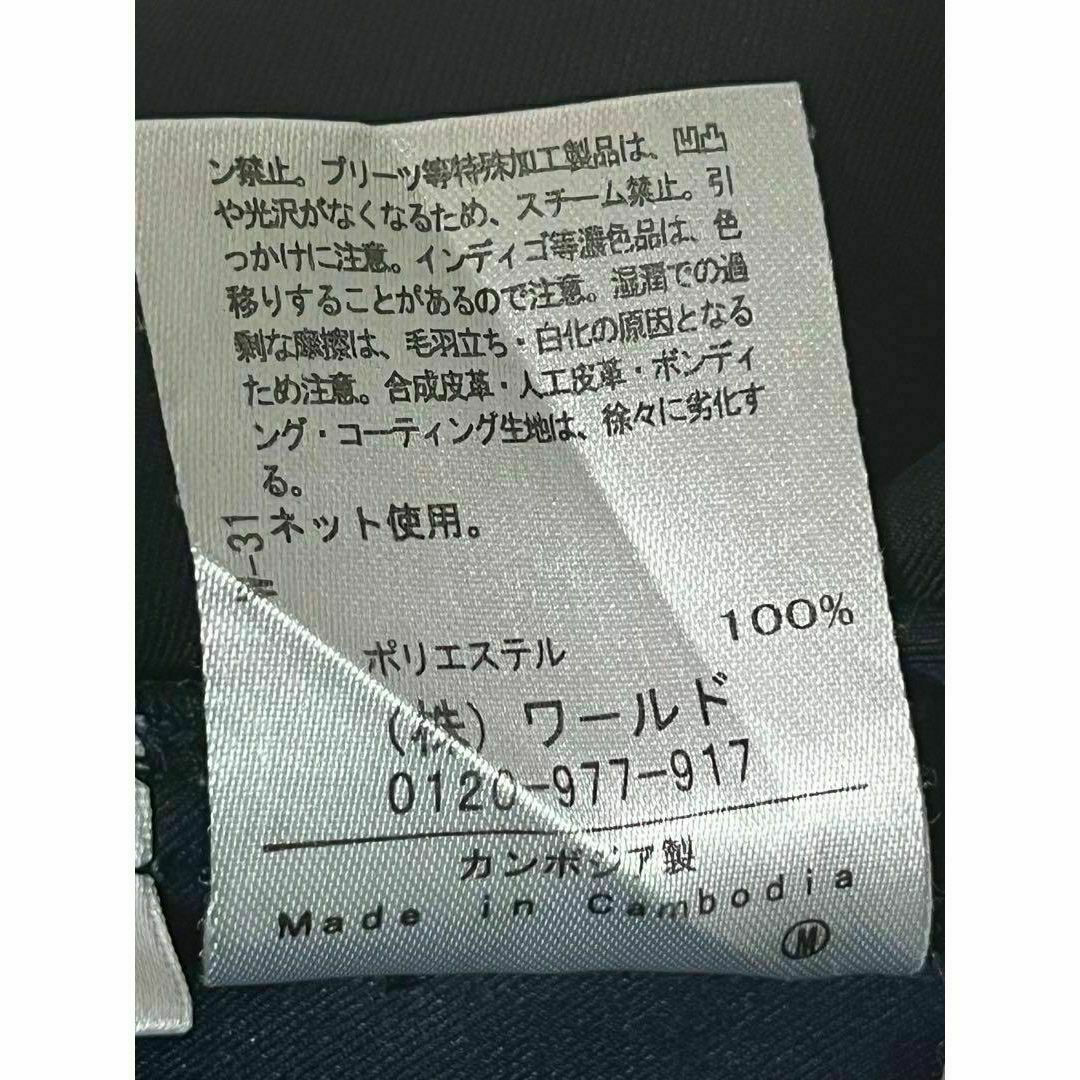 ン禁止。プリーツ等特殊加工製品は、凹凸
や光沢がなくなるため、スチーム禁止。引
っかけに注意。インディゴ等濃色品は、色
移りすることがあるので注意。湿潤での過
剰な摩擦は、毛羽立ち・白化の原因となる
ため注意。合成皮革・人工皮革・ボンディ
ング・コーティング生地は、徐々に劣化す
る。
ネット使用。
-31
ポリエステル 100%
(株) ワールド
0120-977-917
カンボジア製
Made in Cambodia
M